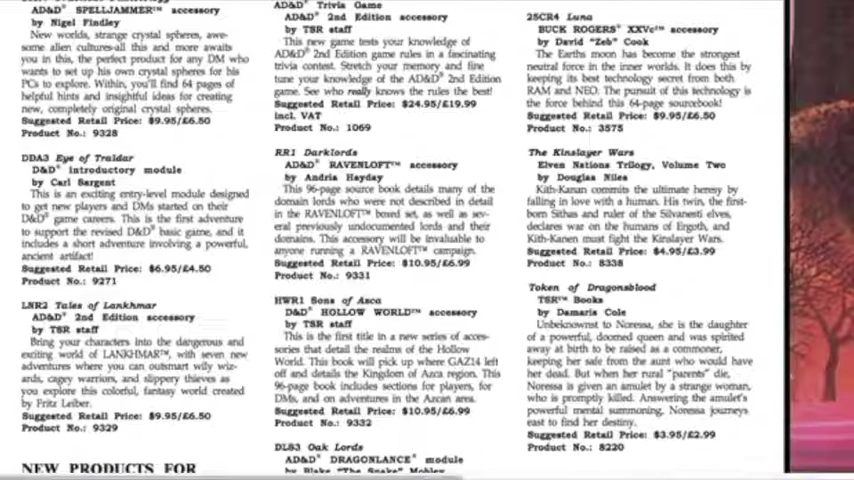 AD&D® SPELLJAMMER™ accessory
by Nigel Findley
New worlds, strange crystal spheres, awe-
some alien cultures-all this and more awaits
you in this, the perfect product for any DM who
wants to set up his own crystal spheres for his
PCs to explore. Within, you'll find 64 pages of
helpful hints and insightful ideas for creating
new, completely original crystal spheres.
Suggested Retail Price: $9.95/£6.50
Product No.: 9328
DDA3 Eye of Traldar
D&D® introductory module
by Carl Sargent
This is an exciting entry-level module designed
to get new players and DMs started on their
D&D® game careers. This is the first adventure
to support the revised D&D® basic game, and it
includes a short adventure involving a powerful,
ancient artifact!
Suggested Retail Price: $6.95/£4.50
Product No.: 9271
LNR2 Tales of Lankhmar
AD&D® 2nd Edition accessory
by TSR staff
Bring your characters into the dangerous and
exciting world of LANKHMAR™, with seven new
adventures where you can outsmart wily wiz-
ards, cagey warriors, and slippery thieves as
you explore this colorful, fantasy world created
by Fritz Leiber.
Suggested Retail Price: $9.95/£6.50
Product No.: 9329
NEW PRODUCTS FOR
AD&D® Trivia Game
AD&D® 2nd Edition accessory
by TSR staff
This new game tests your knowledge of
AD&D® 2nd Edition game rules in a fascinating
trivia contest. Stretch your memory and fine
tune your knowledge of the AD&D® 2nd Edition
game. See who really knows the rules the best!
Suggested Retail Price: $24.95/£19.99
incl. VAT
Product No.: 1069
RR1 Darklords
AD&D® RAVENLOFT™ accessory
by Andria Hayday
This 96-page source book details many of the
domain lords who were not described in detail
in the RAVENLOFT™ boxed set, as well as sev-
eral previously undocumented lords and their
domains. This accessory will be invaluable to
anyone running a RAVENLOFT™ campaign.
Suggested Retail Price: $10.95/£6.99
Product No.: 9331
HWR1 Sons of Azca
D&D® HOLLOW WORLD™ accessory
by TSR staff
This is the first title in a new series of acces-
sories that detail the realms of the Hollow
World. This book will pick up where GAZ14 left
off and details the Kingdom of Azca region. This
96-page book includes sections for players, for
DMs, and on adventures in the Azcan area.
Suggested Retail Price: $10.95/£6.99
Product No.: 9332
DLS3 Oak Lords
AD&D® DRAGONLANCE® module
by Blake "The Snake" Mobley
25CR4 Luna
BUCK ROGERS® XXVc™ accessory
by David "Zeb" Cook
The Earths moon has become the strongest
neutral force in the inner worlds. It does this by
keeping its best technology secret from both
RAM and NEO. The pursuit of this technology is
the force behind this 64-page sourcebook!
Suggested Retail Price: $9.95/£6.50
Product No.: 3575
The Kinslayer Wars
Elven Nations Trilogy, Volume Two
by Douglas Niles
Kith-Kanan commits the ultimate heresy by
falling in love with a human. His twin, the first-
born Sithas and ruler of the Silvanesti elves,
declares war on the humans of Ergoth, and
Kith-Kanan must fight the Kinslayer Wars.
Suggested Retail Price: $4.95/£3.99
Product No.: 8338
Token of Dragonsblood
TSR™ Books
by Damaris Cole
Unbeknownst to Noressa, she is the daughter
of a powerful, doomed queen and was spirited
away at birth to be raised as a commoner,
keeping her safe from the aunt who would have
her dead. But when her rural "parents" die,
Noressa is given an amulet by a strange woman,
who is promptly killed. Answering the amulet's
powerful mental summoning, Noressa journeys
east to find her destiny.
Suggested Retail Price: $3.95/£2.99
Product No.: 8220